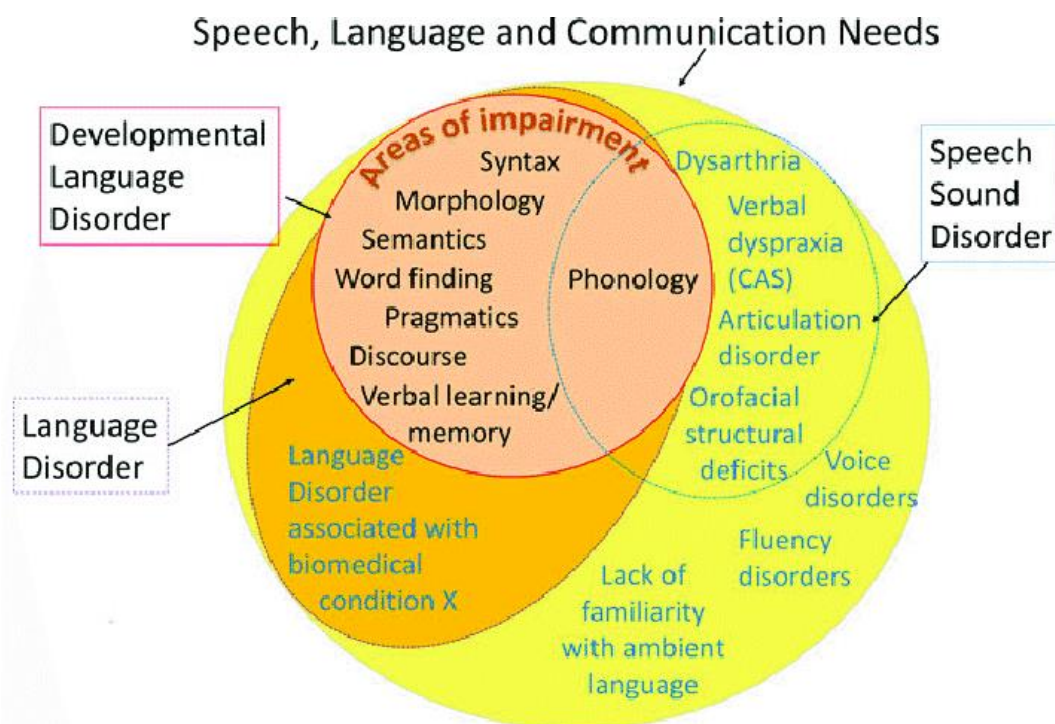 Speech, Language and Communication Needs
Developmental
Language
Disorder
Areas of impairment
Syntax
Morphology
Semantics
Word finding
Pragmatics
Discourse
Verbal learning/
memory
Phonology
Dysarthria
Verbal
dyspraxia
(CAS)
Articulation
disorder
Orofacial
structural
deficits
Speech
Sound
Disorder
Language
Disorder
Language
Disorder
associated with
biomedical
condition X
Voice
disorders
Fluency
disorders
Lack of
familiarity
with ambient
language